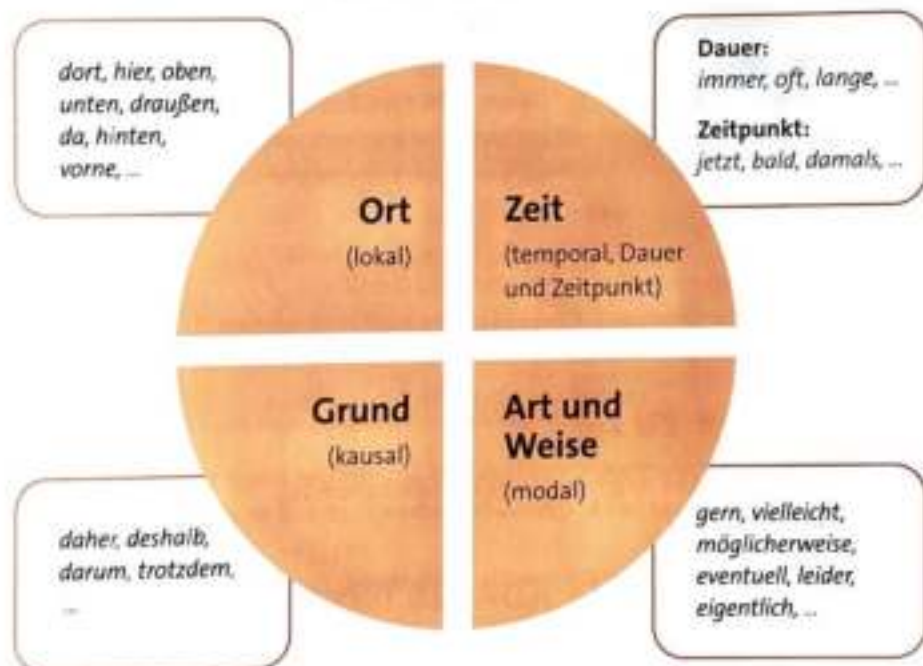 dort, hier, oben,
unten, draußen,
da, hinten,
vorne, ...
Dauer:
immer, oft, lange, ...
Zeitpunkt:
jetzt, bald, damals, ...
Ort
(lokal)
Zeit
(temporal, Dauer
und Zeitpunkt)
Grund
(kausal)
Art und
Weise
(modal)
daher, deshalb,
darum, trotzdem,
...
gern, vielleicht,
möglicherweise,
eventuell, leider,
eigentlich, ...